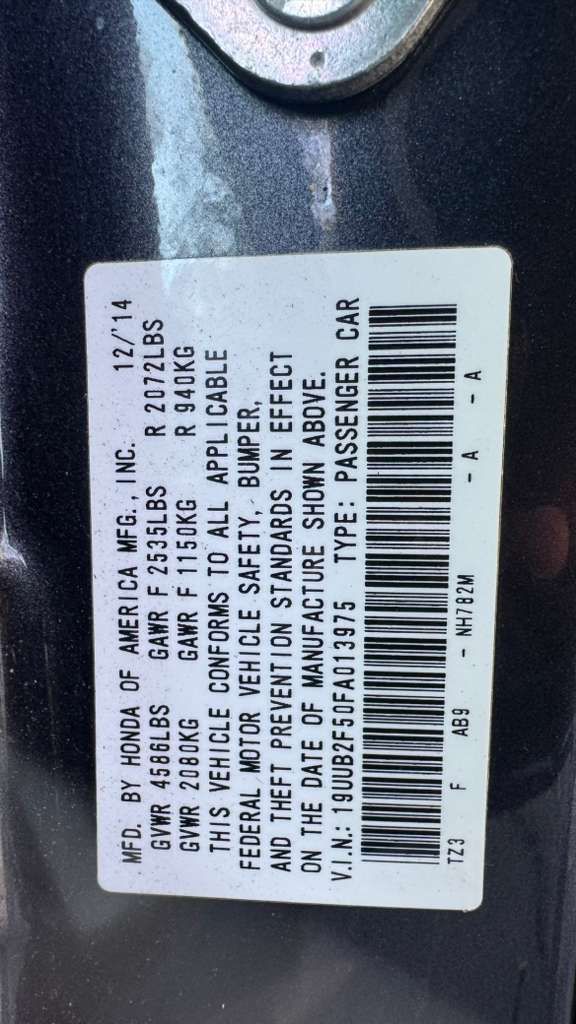 MFD. BY HONDA OF AMERICA MFG., INC. 12/'14
GVWR 4586LBS GAWR F 2535LBS R 2072LBS
GVWR 2080KG GAWR F 1150KG R 940KG
THIS VEHICLE CONFORMS TO ALL APPLICABLE
FEDERAL MOTOR VEHICLE SAFETY, BUMPER,
AND THEFT PREVENTION STANDARDS IN EFFECT
ON THE DATE OF MANUFACTURE SHOWN ABOVE.
V.I.N.: 19UUB2F50FA013975 TYPE: PASSENGER CAR
TZ3 F AB9 - NH782M - A - A